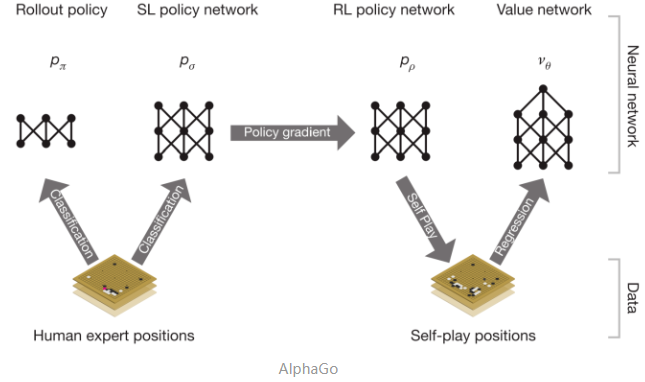 Rollout policy
SL policy network
RL policy network
Value network
pπ
pσ
pρ
νθ
Neural network
Policy gradient
Classification
Classification
Self Play
Regression
Data
Human expert positions
Self-play positions
AlphaGo